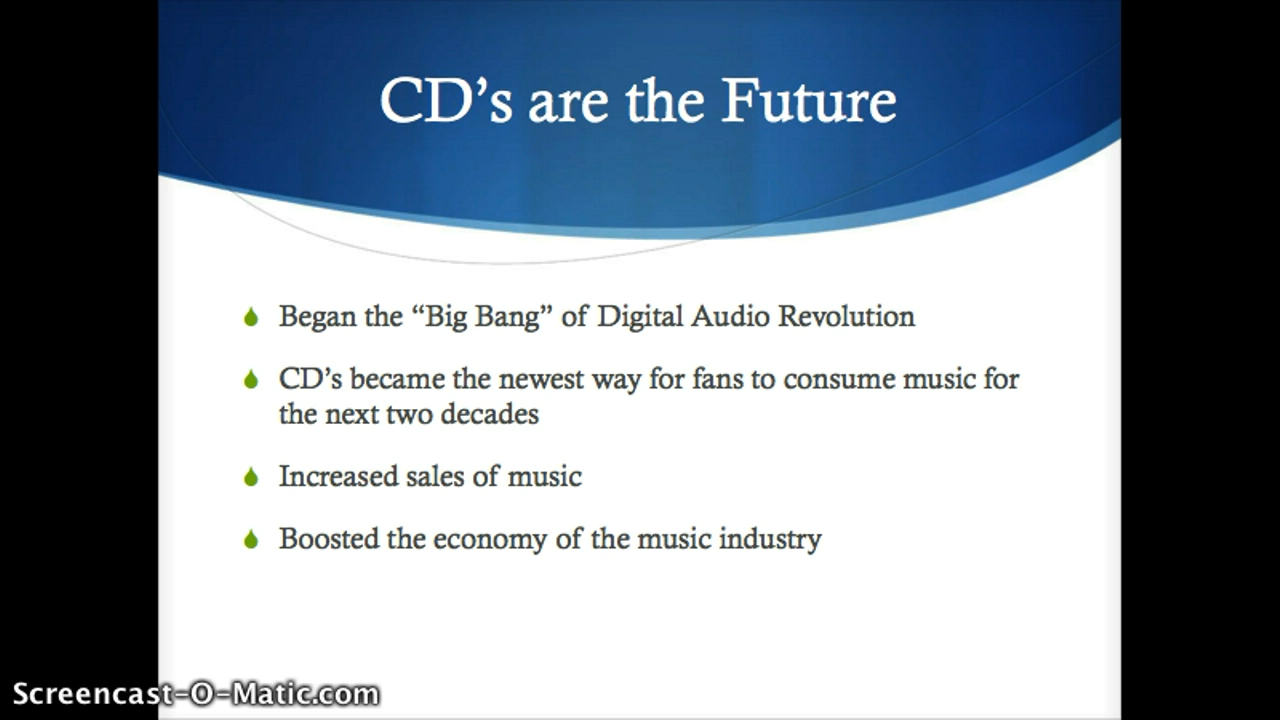 CD’s are the Future
Began the “Big Bang” of Digital Audio Revolution
CD’s became the newest way for fans to consume music for
the next two decades
Increased sales of music
Boosted the economy of the music industry
Screencast-O-Matic.com